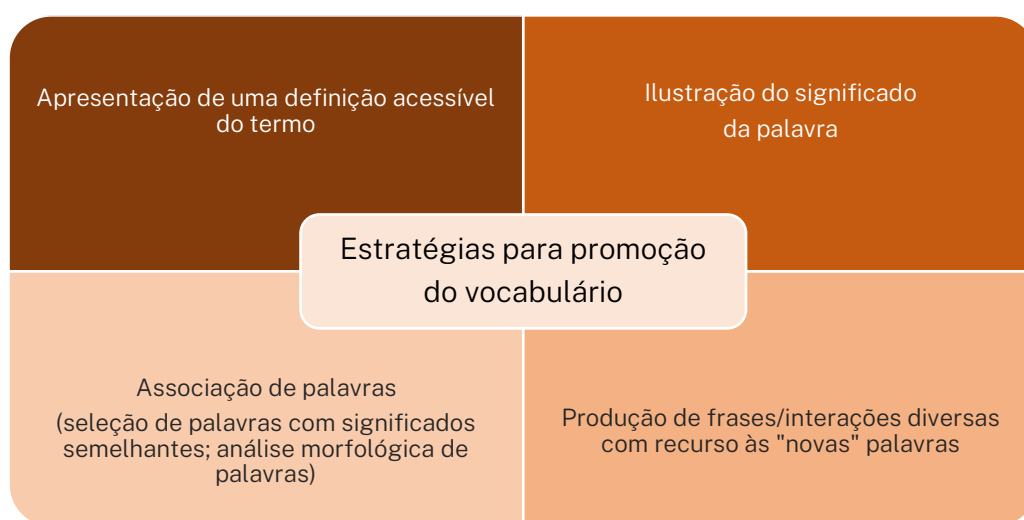 Apresentação de uma definição acessível
do termo
Ilustração do significado
da palavra
Estratégias para promoção
do vocabulário
Associação de palavras
(seleção de palavras com significados
semelhantes; análise morfológica de
palavras)
Produção de frases/interações diversas
com recurso às "novas" palavras